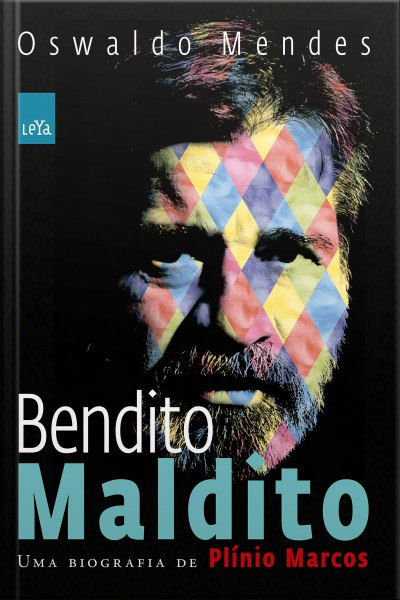 Oswaldo Mendes
LeYa
Bendito
Maldito
Uma biografia de Plínio Marcos